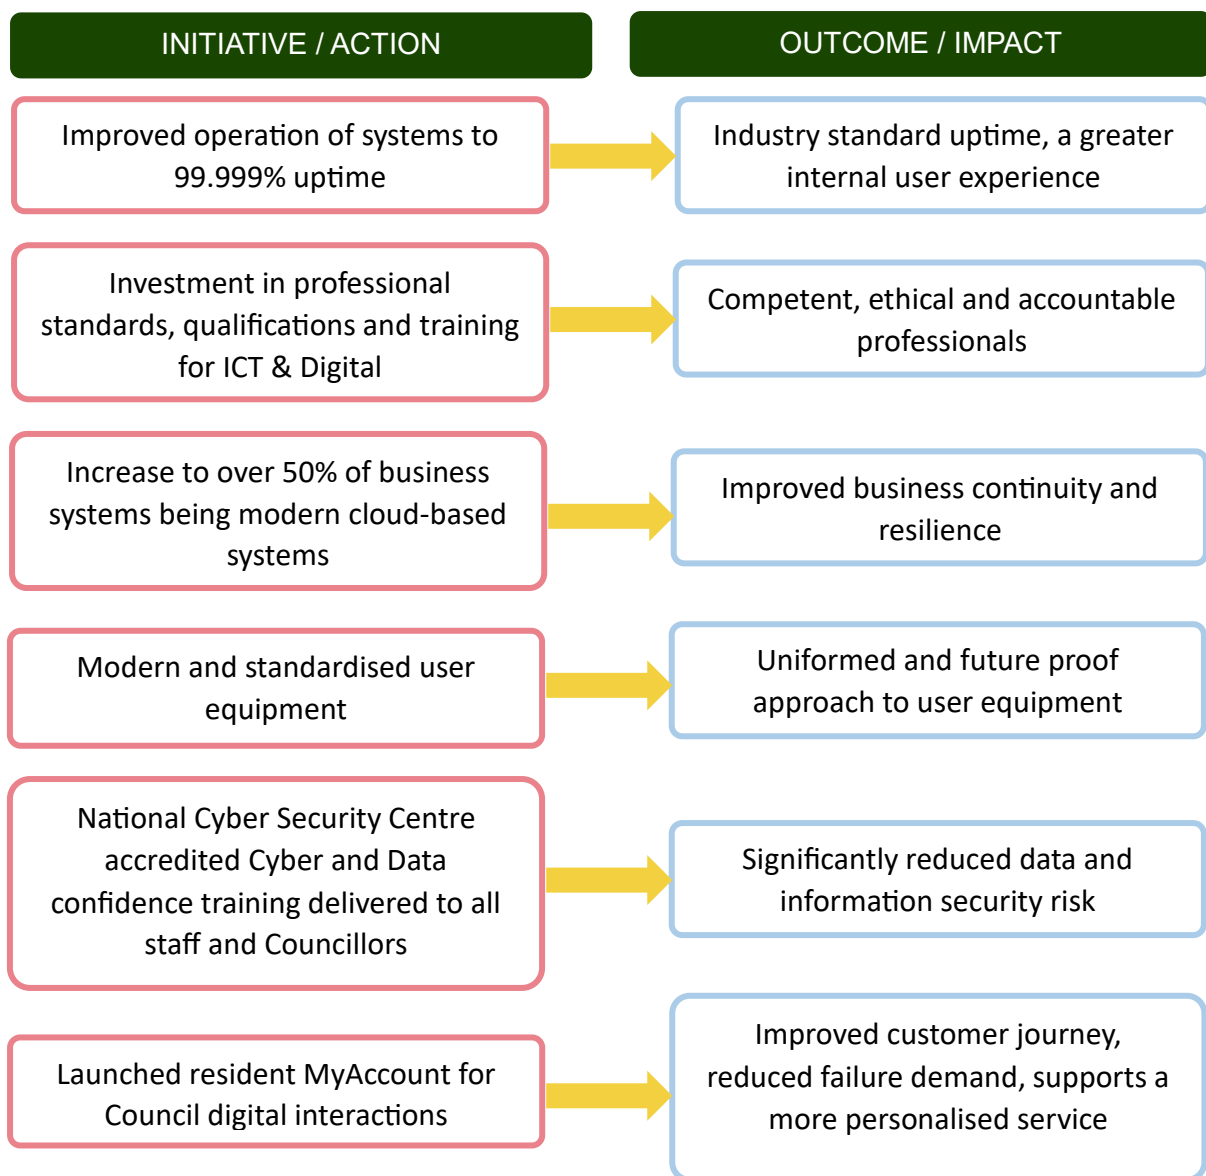 INITIATIVE / ACTION
OUTCOME / IMPACT
Improved operation of systems to
99.999% uptime
Industry standard uptime, a greater
internal user experience
Investment in professional
standards, qualifications and training
for ICT & Digital
Competent, ethical and accountable
professionals
Increase to over 50% of business
systems being modern cloud-based
systems
Improved business continuity and
resilience
Modern and standardised user
equipment
Uniformed and future proof
approach to user equipment
National Cyber Security Centre
accredited Cyber and Data
confidence training delivered to all
staff and Councillors
Significantly reduced data and
information security risk
Launched resident MyAccount for
Council digital interactions
Improved customer journey,
reduced failure demand, supports a
more personalised service